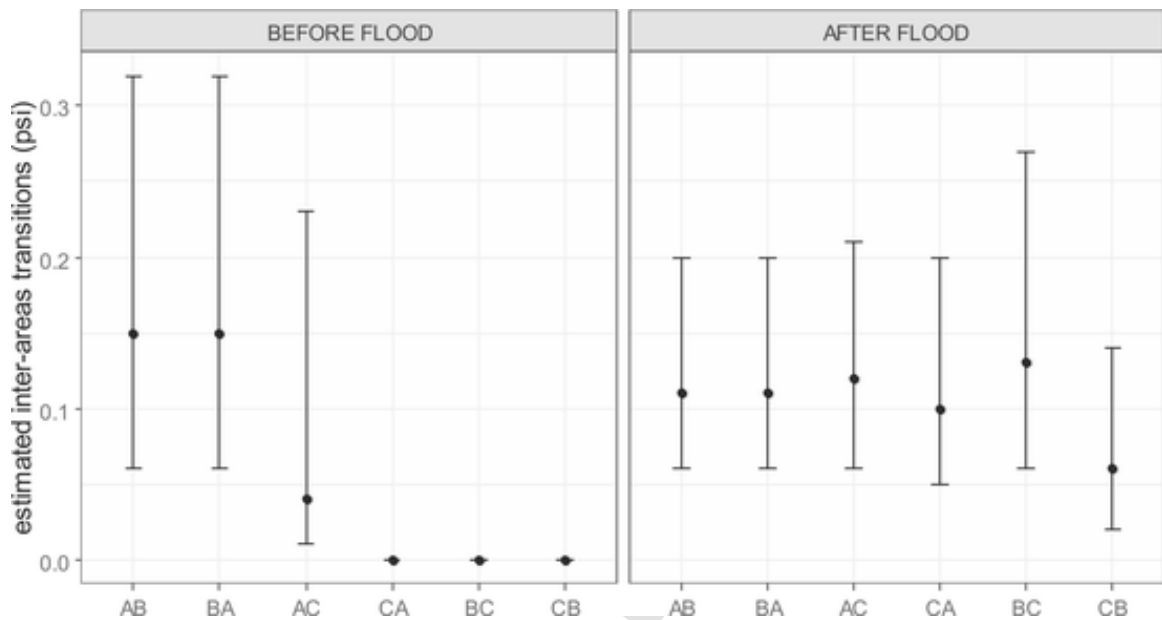 BEFORE FLOOD
AFTER FLOOD
estimated inter-areas transitions (psi)
0.3
0.2
0.1
0.0
AB BA AC CA BC CB
AB BA AC CA BC CB